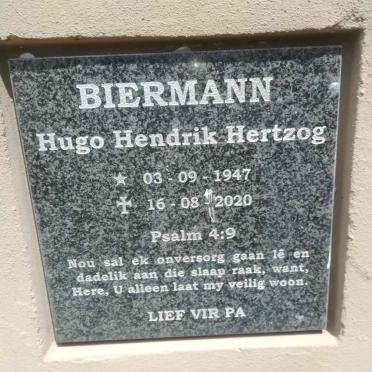 BIERMANN
Hugo Hendrik Hertzog
★ 03 - 09 - 1947
✝ 16 - 08 - 2020
Psalm 4:9
Nou sal ek onversorg gaan lê en
dadelik aan die slaap raak, want,
Here, U alleen laat my veilig woon.
LIEF VIR PA